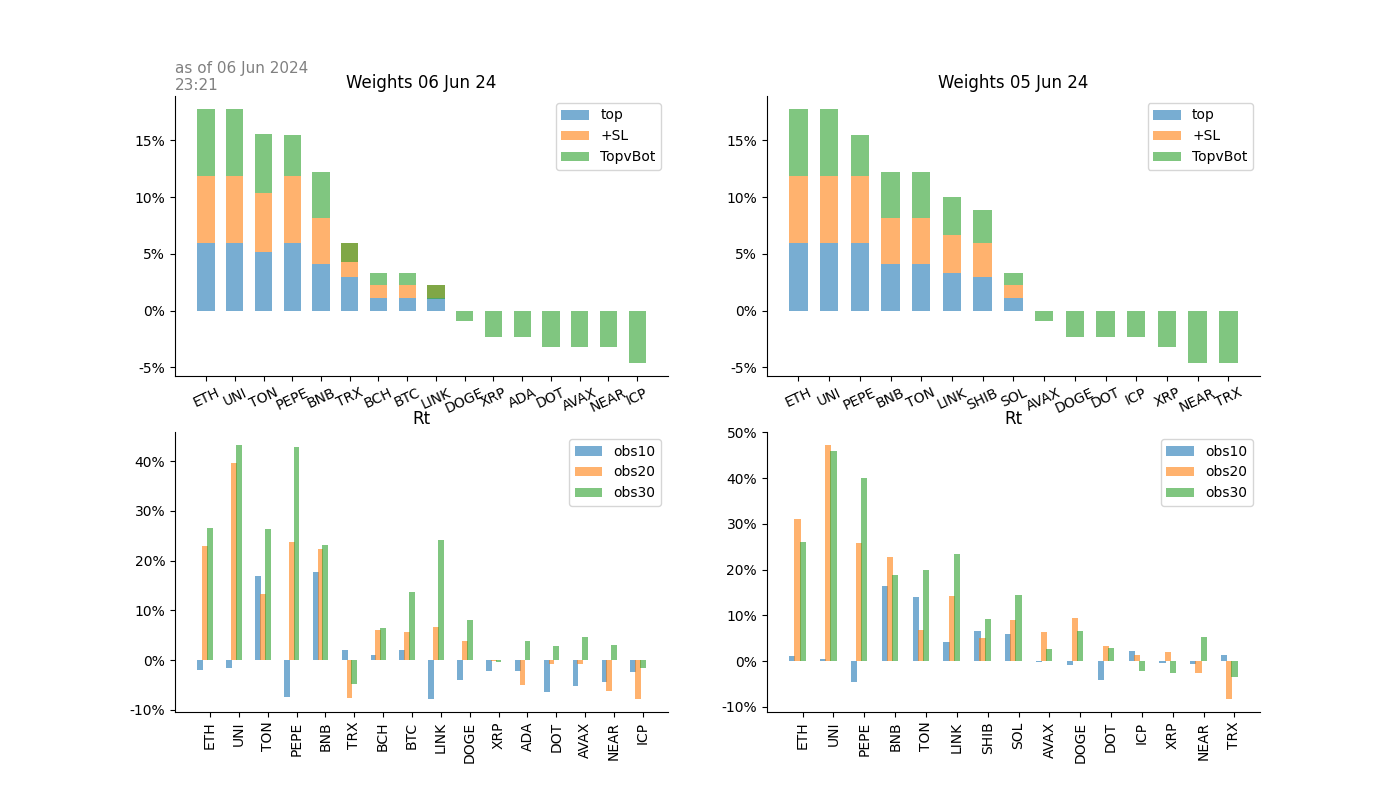 as of 06 Jun 2024
23:21
Weights 06 Jun 24
top
+SL
TopvBot
15%
10%
5%
0%
-5%
ETH UNI TON PEPE BNB TRX BCH BTC LINK DOGE XRP ADA DOT AVAX NEAR ICP
Weights 05 Jun 24
top
+SL
TopvBot
15%
10%
5%
0%
-5%
ETH UNI PEPE BNB TON LINK SHIB SOL AVAX DOGE DOT ICP XRP NEAR TRX
Rt
obs10
obs20
obs30
40%
30%
20%
10%
0%
-10%
ETH UNI TON PEPE BNB TRX BCH BTC LINK DOGE XRP ADA DOT AVAX NEAR ICP
Rt
obs10
obs20
obs30
50%
40%
30%
20%
10%
0%
-10%
ETH UNI PEPE BNB TON LINK SHIB SOL AVAX DOGE DOT ICP XRP NEAR TRX